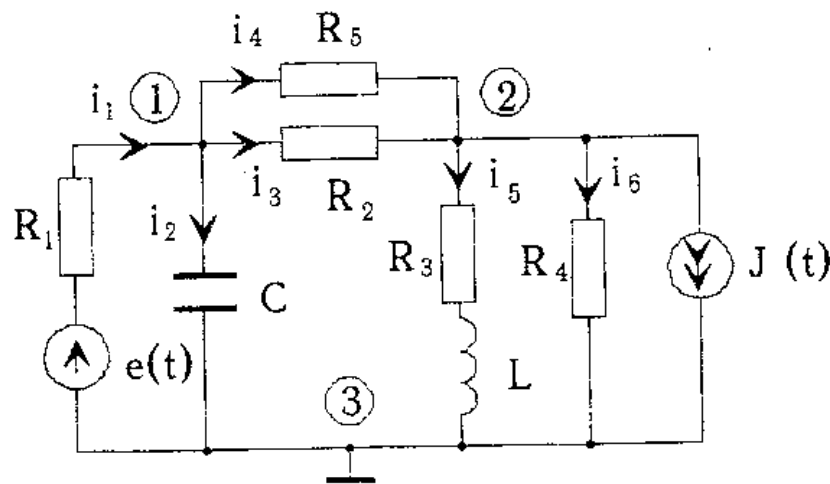 i₄ R₅
① ②
i₁
i₃ R₂ i₅ i₆
R₁ i₂ R₃ R₄ J (t)
C
e(t) L
③